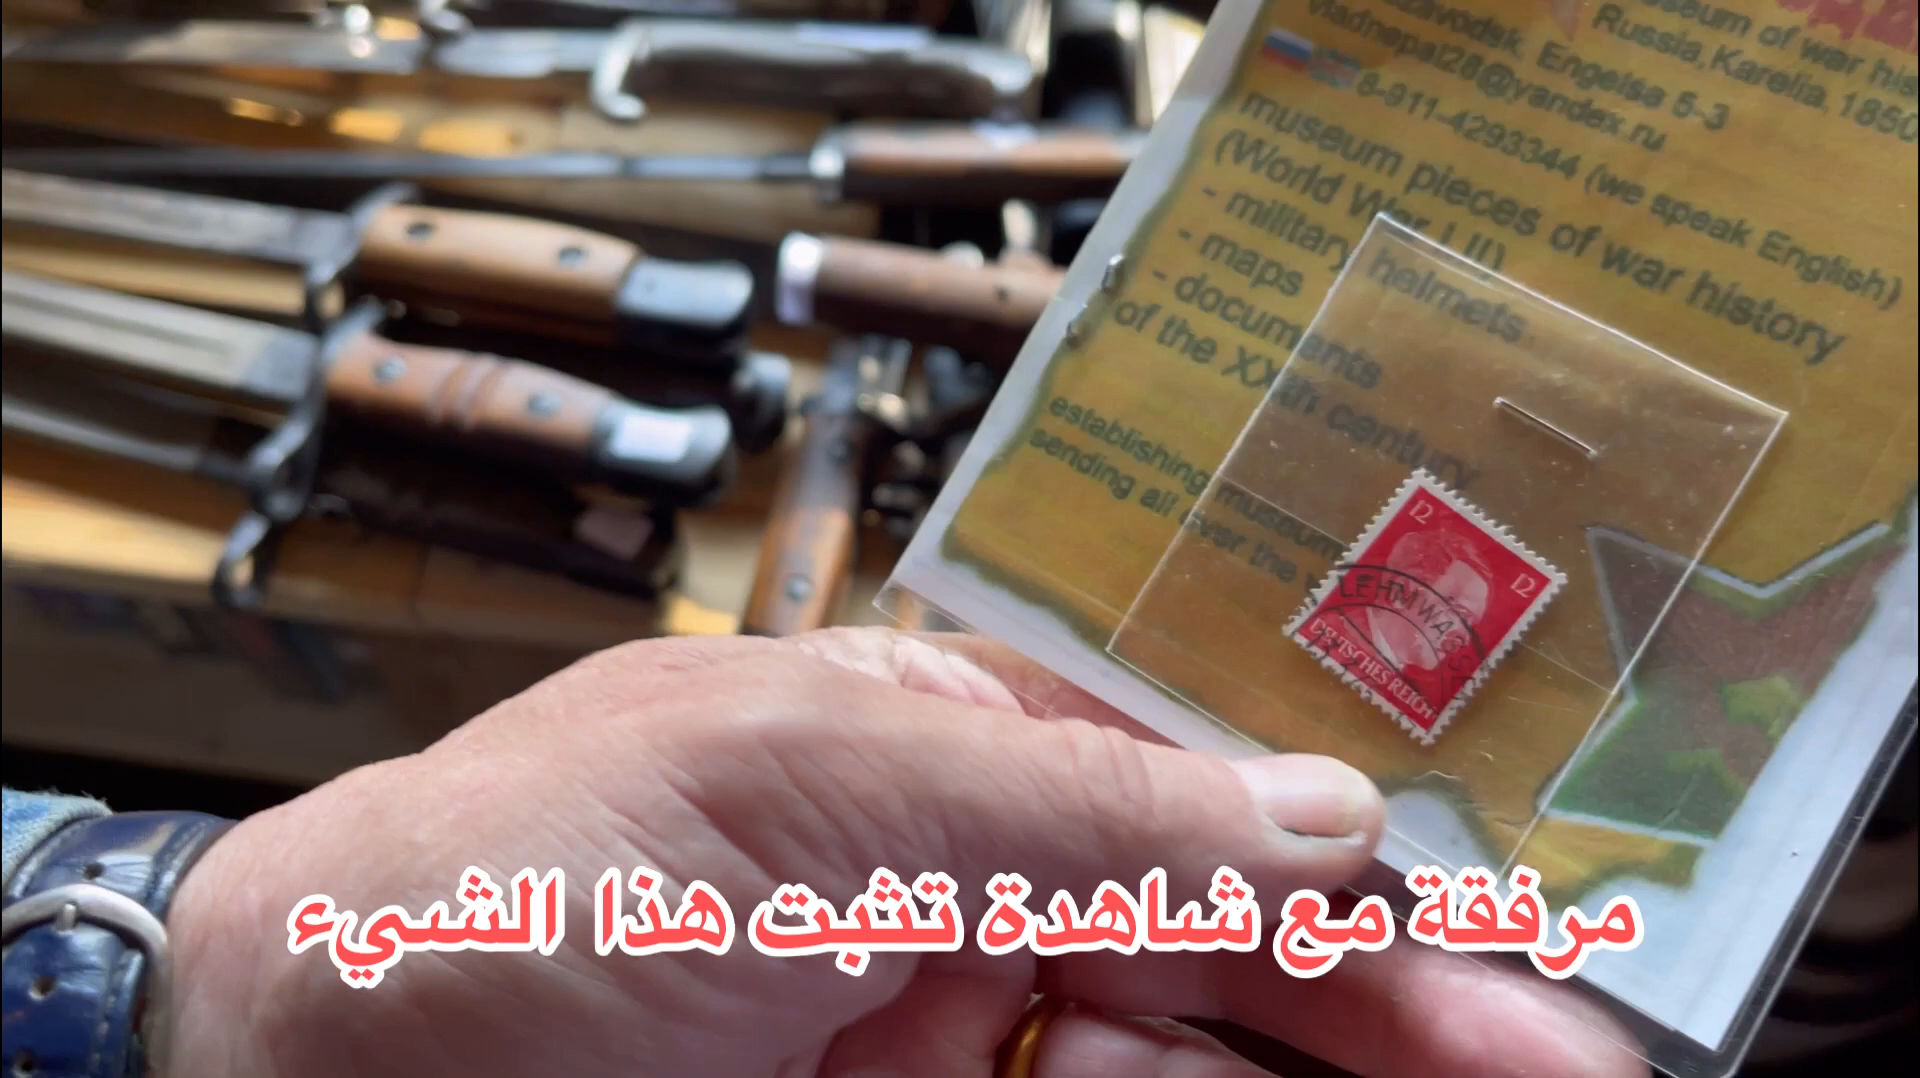 museum of war his
Russia, Karelia, 1850
Engelsa 5-3
vladnepal28@yandex.ru
8-911-4293344 (we speak English)
museum pieces of war history
(World War I, II)
- military helmets
- maps
- documents
of the XXth century
establishing museum
sending all over the
12
12
LEHMWA
DEUTSCHES REICH
مرفقة مع شاهدة تثبت هذا الشيء